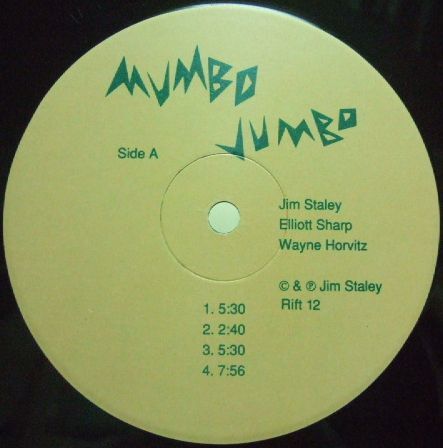 MUMBO
JUMBO
Side A
Jim Staley
Elliott Sharp
Wayne Horvitz
© & ℗ Jim Staley
Rift 12
1. 5:30
2. 2:40
3. 5:30
4. 7:56